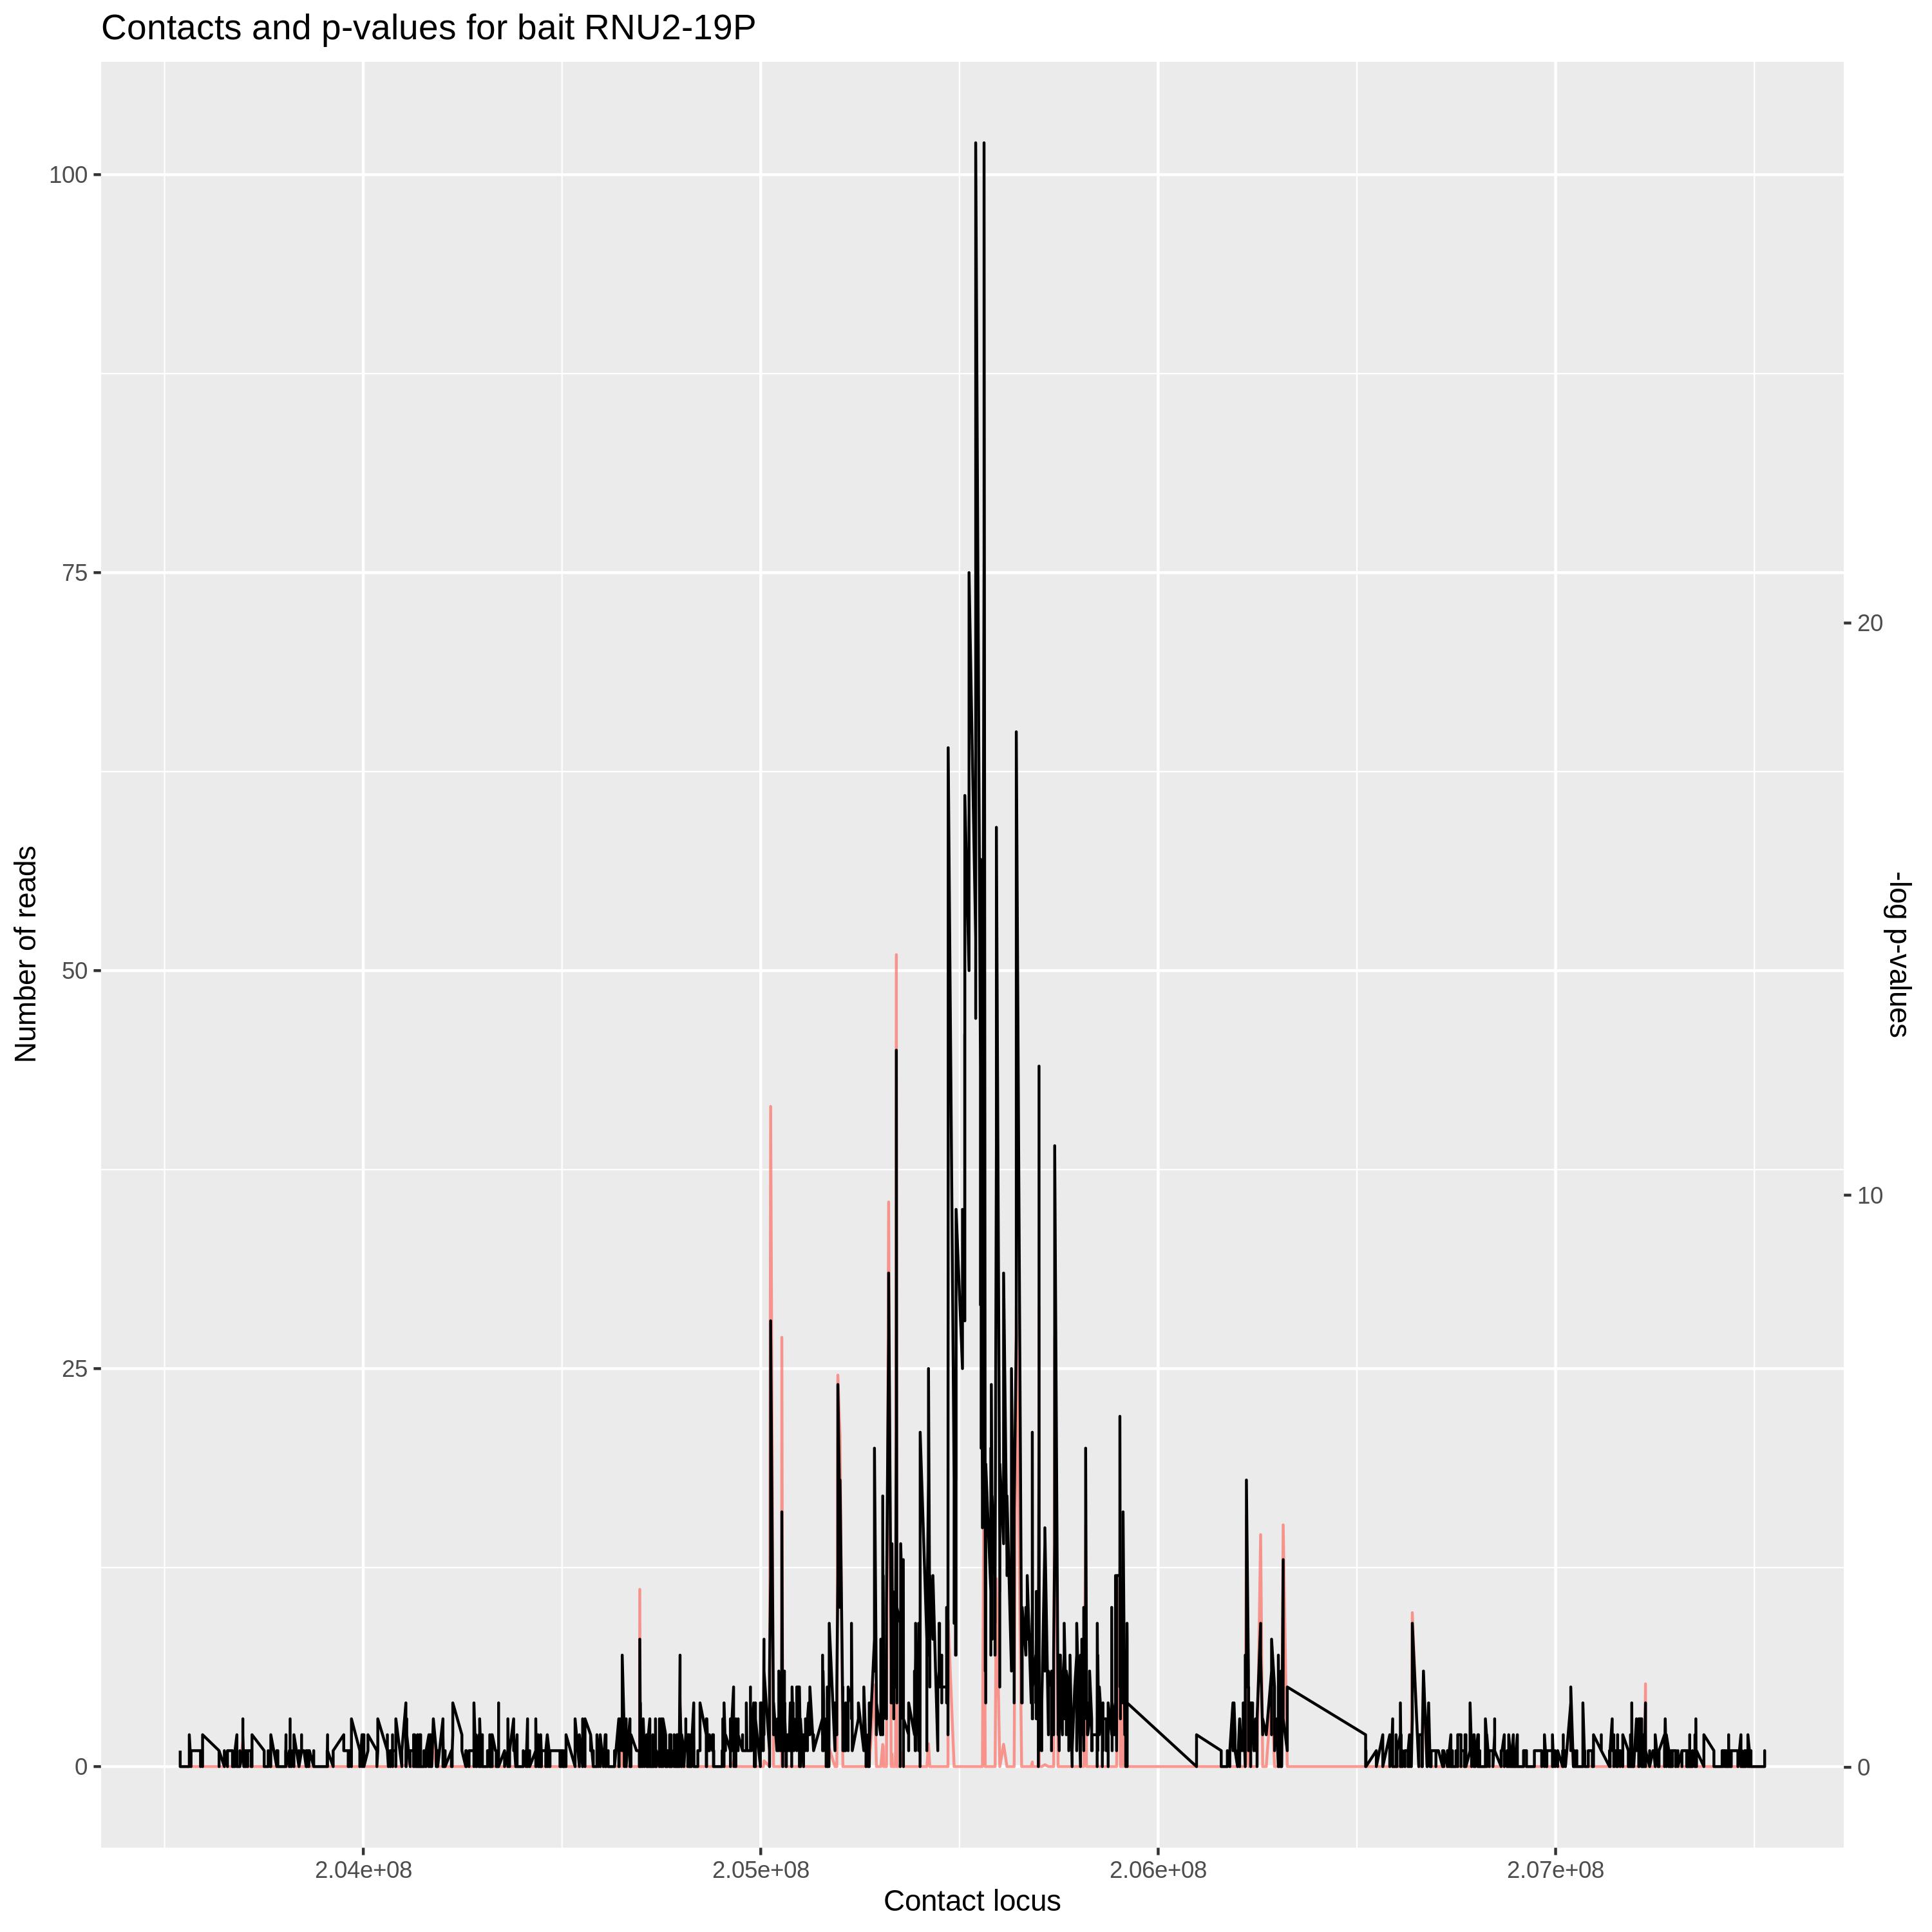 Contacts and p-values for bait RNU2-19P
100
75
50
25
0
Number of reads
20
10
0
-log p-values
2.04e+08
2.05e+08
2.06e+08
2.07e+08
Contact locus